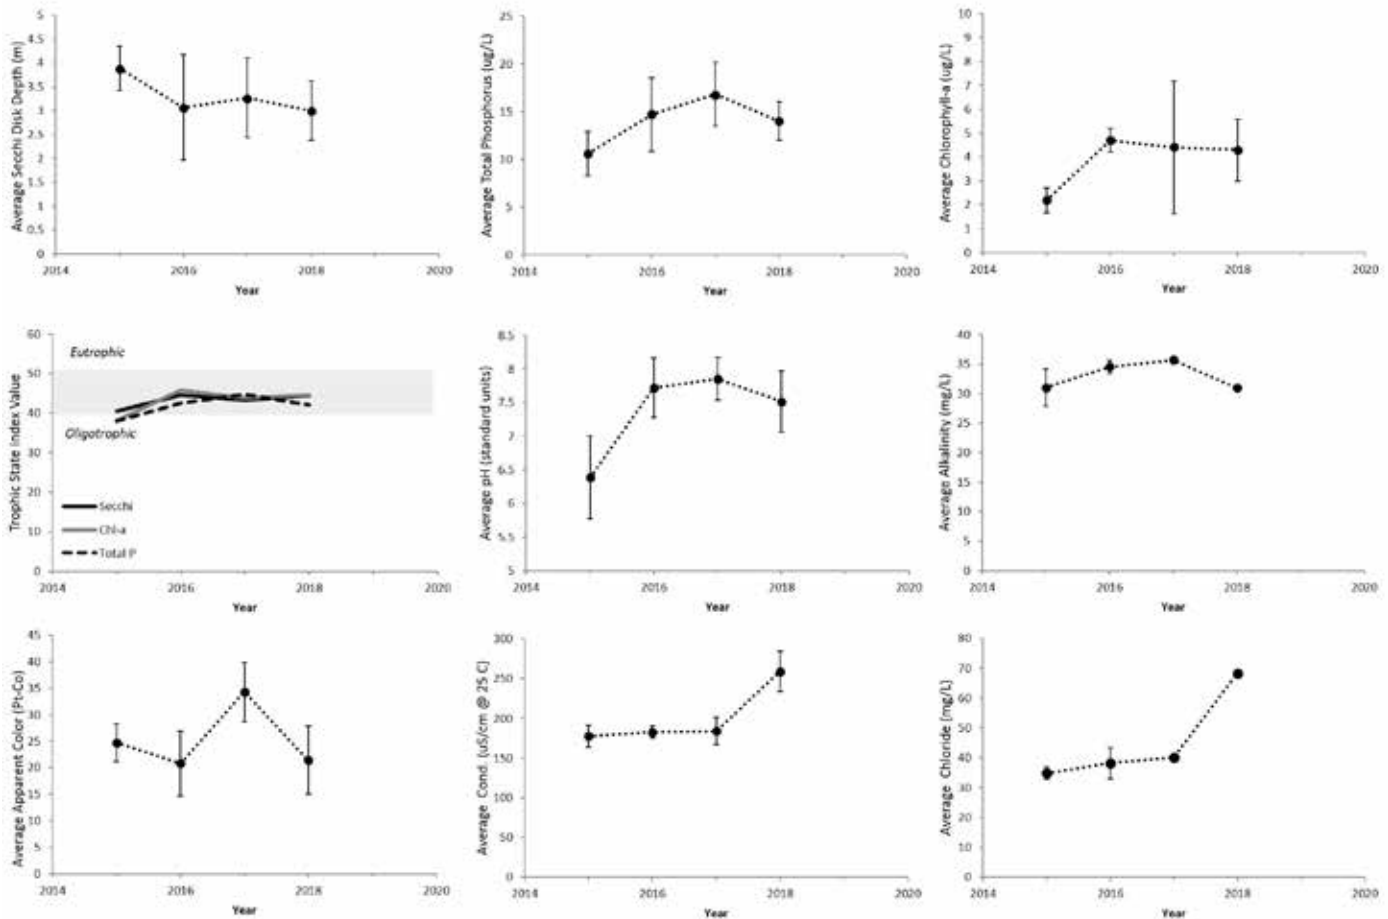 Average Secchi Disk Depth (m)
5
4.5
4
3.5
3
2.5
2
1.5
1
0.5
0
2014 2016 2018 2020
Year
Average Total Phosphorus (ug/L)
25
20
15
10
5
0
2014 2016 2018 2020
Year
Average Chlorophyll-a (ug/L)
10
9
8
7
6
5
4
3
2
1
0
2014 2016 2018 2020
Year
Trophic State Index Value
60
50
40
30
20
10
0
Eutrophic
Oligotrophic
Secchi
Chl-a
Total P
2014 2016 2018 2020
Year
Average pH (standard units)
8.5
8
7.5
7
6.5
6
5.5
5
2014 2016 2018 2020
Year
Average Alkalinity (mg/L)
40
35
30
25
20
15
10
5
0
2014 2016 2018 2020
Year
Average Apparent Color (Pt-Co)
45
40
35
30
25
20
15
10
5
0
2014 2016 2018 2020
Year
Average Cond. (uS/cm @ 25 C)
300
250
200
150
100
50
0
2014 2016 2018 2020
Year
Average Chloride (mg/L)
80
70
60
50
40
30
20
10
0
2014 2016 2018 2020
Year